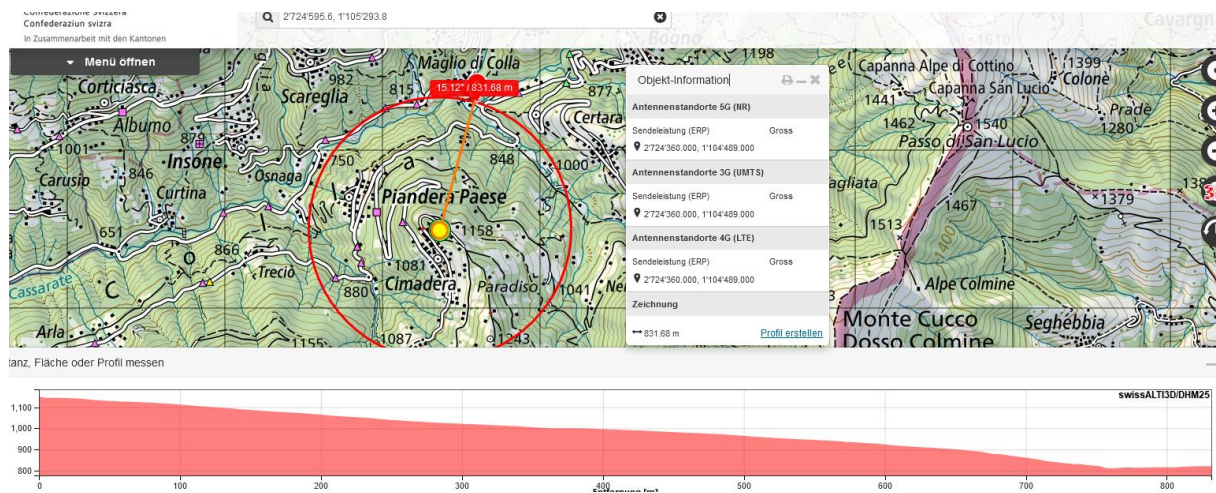 Confederazione Svizzera
Confederaziun svizra
In Zusammenarbeit mit den Kantonen
2'724'595.6, 1'105'293.8
Menü öffnen
Bogno
Cavargna
1610
1198
Corticiasca
982
Scareglia
815
Maglio di Colla
15.12° / 831.68 m
877
Certara
Albumo
879
Insone
1001
846
Carusio
Curtina
Osnaga
750
848
1000
651
866
Treciò
Cassarate
C
o
l
l
a
Piandera Paese
1158
1081
880
Cimadera
Paradiso
1041
Arla
1155
1087
1243
Objekt-Information
Antennenstandorte 5G (NR)
Sendeleistung (ERP) Gross
2'724'360.000, 1'104'489.000
Antennenstandorte 3G (UMTS)
Sendeleistung (ERP) Gross
2'724'360.000, 1'104'489.000
Antennenstandorte 4G (LTE)
Sendeleistung (ERP) Gross
2'724'360.000, 1'104'489.000
Zeichnung
831.68 m Profil erstellen
Capanna Alpe di Cottino
Capanna San Lucio
1399
Colone
1441
1462
1540
Pradè
1280
Passo di San Lucio
1467
1379
1513
1400
Alpe Colmine
Monte Cucco
Dosso Colmine
Seghebbia
tanz, Fläche oder Profil messen
swissALTI3D/DHM25
1,100
1,000
900
800
0 100 200 300 400 500 600 700 800
Entfernung [m]